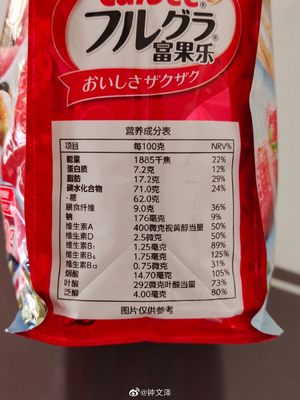 Calbee
フルグラ
富果乐
おいしさザクザク
营养成分表
项目 每100克 NRV%
能量 1885千焦 22%
蛋白质 7.2克 12%
脂肪 17.2克 29%
碳水化合物 71.0克 24%
-糖 62.0克
膳食纤维 9.0克 36%
钠 176毫克 9%
维生素A 400微克视黄醇当量 50%
维生素D 2.5微克 50%
维生素B₁ 1.25毫克 89%
维生素B₆ 1.75毫克 125%
维生素B₁₂ 0.75微克 31%
烟酸 14.70毫克 105%
叶酸 292微克叶酸当量 73%
泛酸 4.00毫克 80%
图片仅供参考
@钟文泽